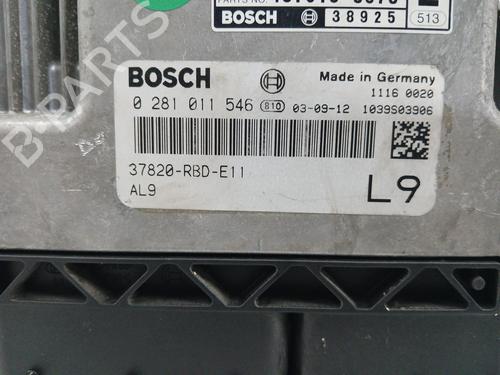 BOSCH 38925 513
BOSCH Made in Germany
1116 0020
0 281 011 546 810 03-09-12 1039S03906
37820-RBD-E11
AL9 L9